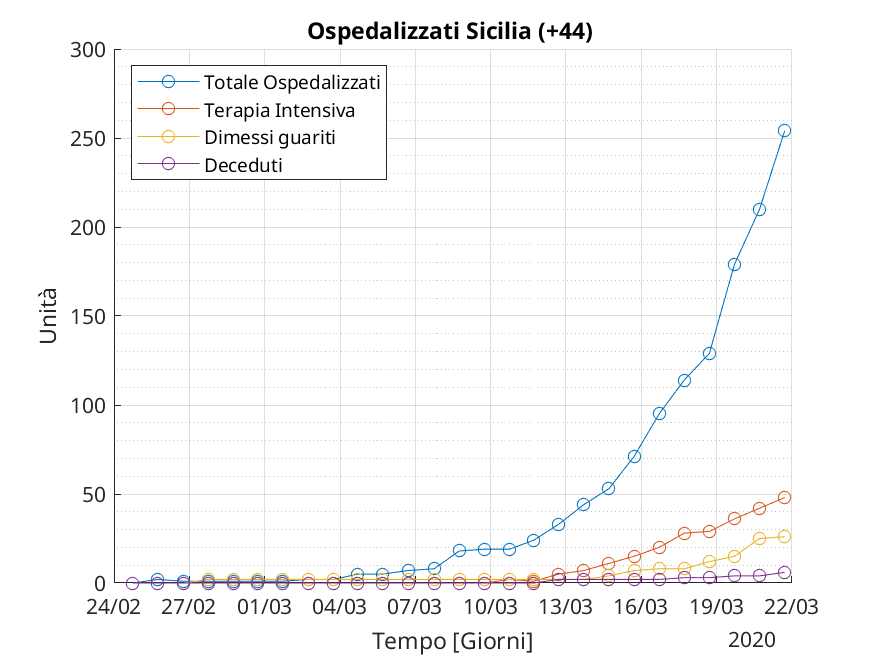 Ospedalizzati Sicilia (+44)
300
250
200
150
100
50
0
Unità
Totale Ospedalizzati
Terapia Intensiva
Dimessi guariti
Deceduti
24/02 27/02 01/03 04/03 07/03 10/03 13/03 16/03 19/03 22/03
Tempo [Giorni]
2020